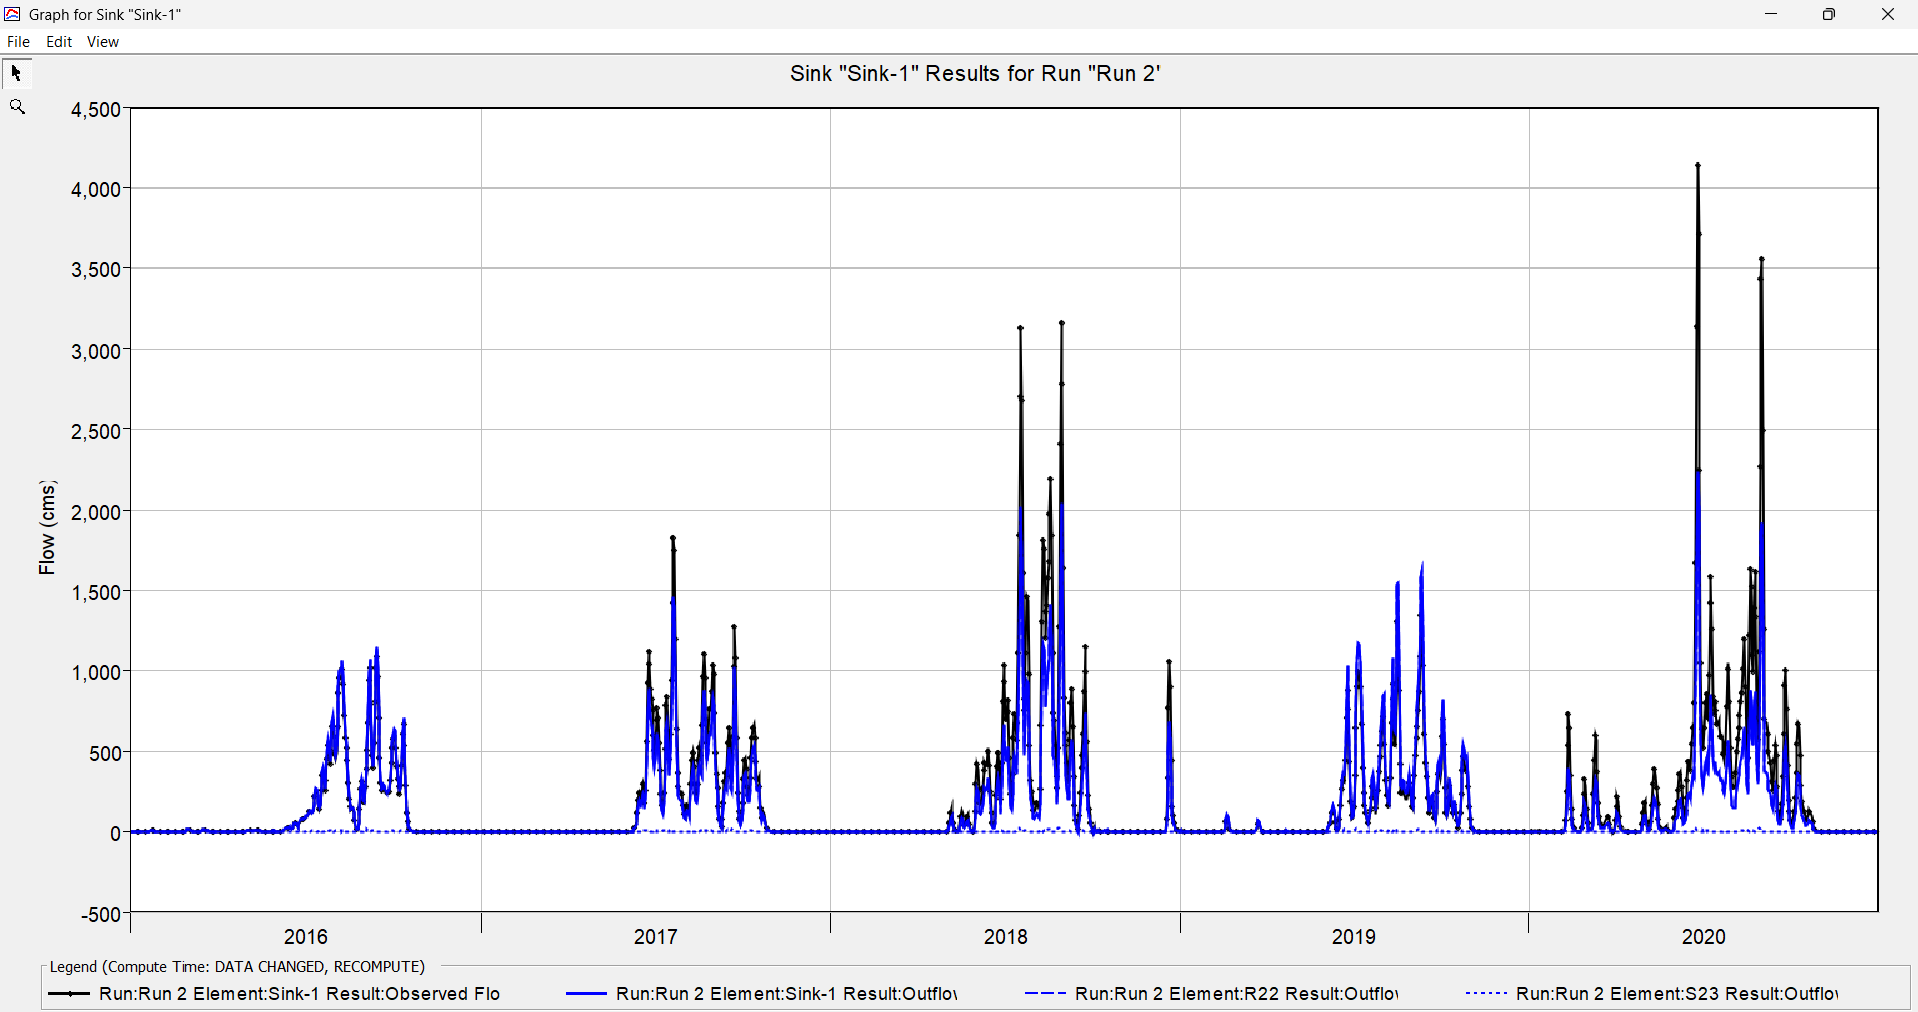 Graph for Sink "Sink-1"
File Edit View
Sink "Sink-1" Results for Run "Run 2'
4,500
4,000
3,500
3,000
2,500
2,000
1,500
1,000
500
0
-500
Flow (cms)
2016 2017 2018 2019 2020
Legend (Compute Time: DATA CHANGED, RECOMPUTE)
Run:Run 2 Element:Sink-1 Result:Observed Flo Run:Run 2 Element:Sink-1 Result:Outflov Run:Run 2 Element:R22 Result:Outflov Run:Run 2 Element:S23 Result:Outflov